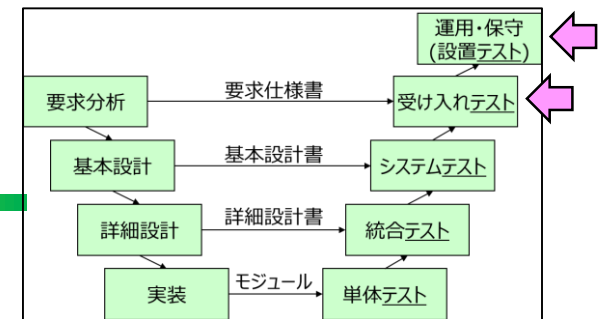 運用・保守
(設置テスト)
要求分析
要求仕様書
受け入れテスト
基本設計
基本設計書
システムテスト
詳細設計
詳細設計書
統合テスト
実装
モジュール
単体テスト